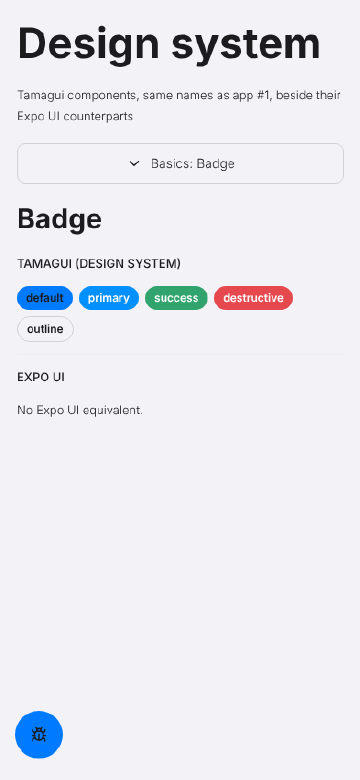 Design system
Tamagui components, same names as app #1, beside their
Expo UI counterparts
Basics: Badge
Badge
TAMAGUI (DESIGN SYSTEM)
default primary success destructive
outline
EXPO UI
No Expo UI equivalent.